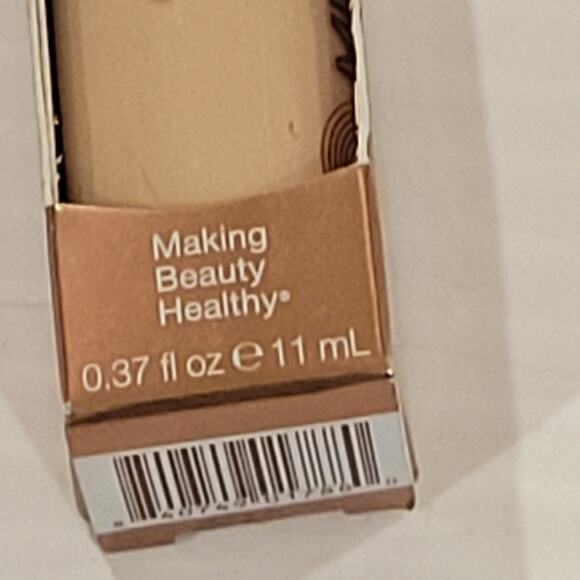 Making
Beauty
Healthy®
0.37 fl oz e 11 mL